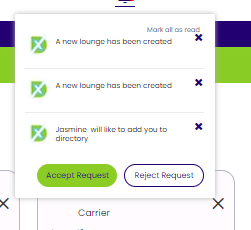 Mark all as read
A new lounge has been created
A new lounge has been created
Jasmine will like to add you to
directory
Accept Request
Reject Request
Carrier